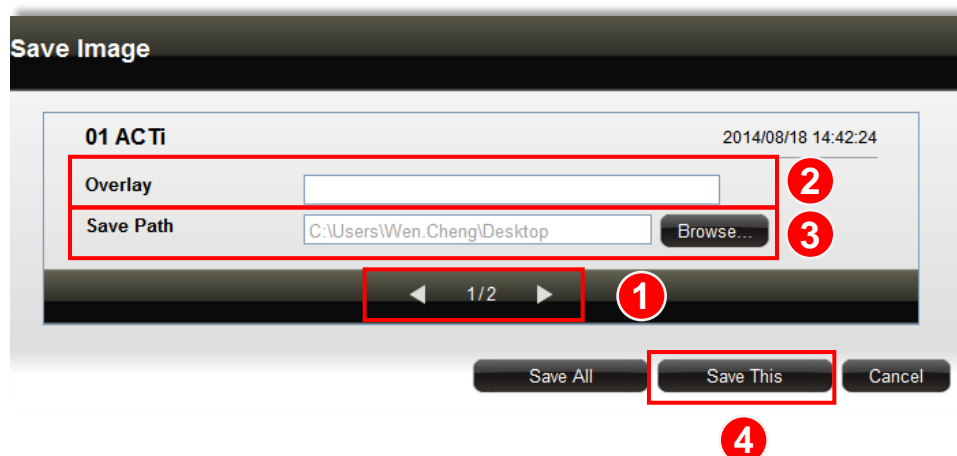 Save Image
01 ACTi
2014/08/18 14:42:24
Overlay
2
Save Path
C:\Users\Wen.Cheng\Desktop
Browse...
3
1/2
1
Save All
Save This
Cancel
4